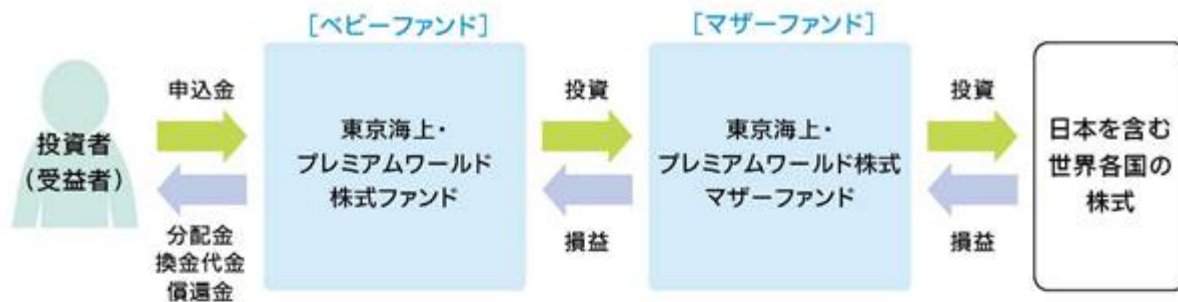 [ベビーファンド]
[マザーファンド]
投資者
(受益者)
申込金
分配金
換金代金
償還金
東京海上・
プレミアムワールド
株式ファンド
投資
損益
東京海上・
プレミアムワールド株式
マザーファンド
投資
損益
日本を含む
世界各国の
株式